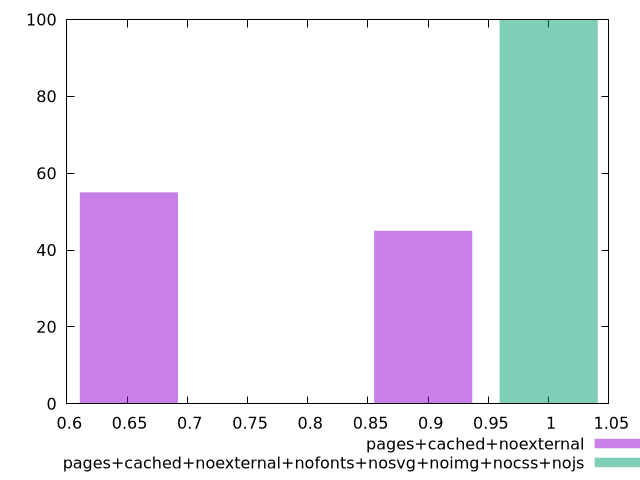 100
80
60
40
20
0
0.6 0.65 0.7 0.75 0.8 0.85 0.9 0.95 1 1.05
pages+cached+noexternal
pages+cached+noexternal+nofonts+nosvg+noimg+nocss+nojs